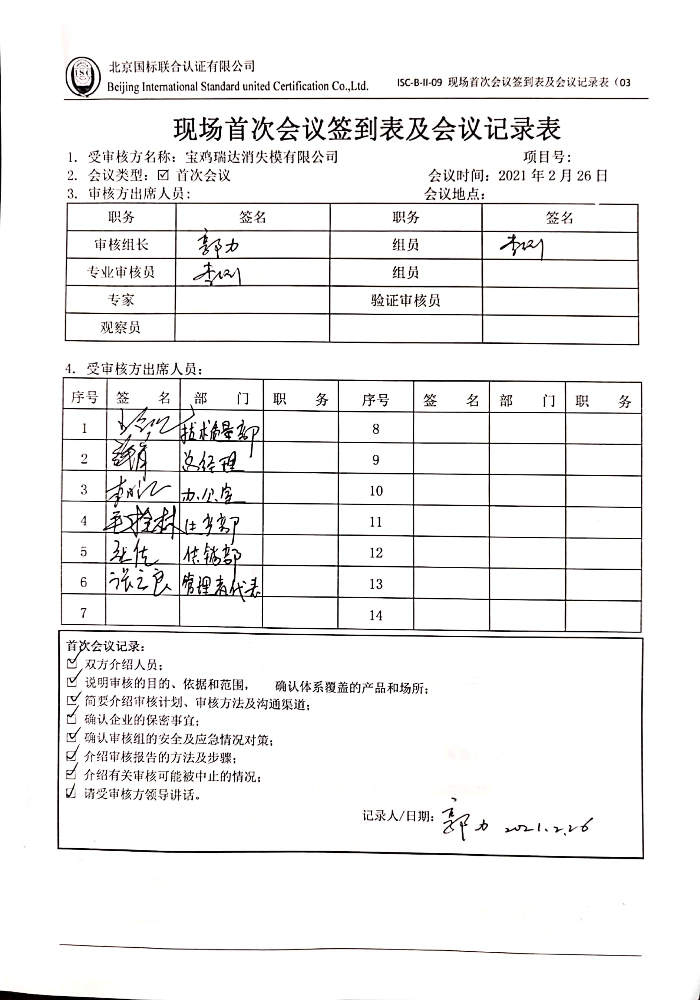 ISC
北京国标联合认证有限公司
Beijing International Standard united Certification Co.,Ltd.
ISC-B-II-09 现场首次会议签到表及会议记录表（03
现场首次会议签到表及会议记录表
1. 受审核方名称：宝鸡瑞达消失模有限公司 项目号：
2. 会议类型：☑ 首次会议 会议时间：2021 年 2 月 26 日
3. 审核方出席人员： 会议地点：
职务 签名 职务 签名
审核组长 郭力 组员
专业审核员 组员
专家 验证审核员
观察员
4. 受审核方出席人员：
序号 签 名 部 门 职 务 序号 签 名 部 门 职 务
1 技术质量部 8
2 总经理 9
3 办公室 10
4 毛拴林 11
5 供销部 12
6 张立良 管理者代表 13
7 14
首次会议记录：
☑ 双方介绍人员；
☑ 说明审核的目的、依据和范围， 确认体系覆盖的产品和场所；
☑ 简要介绍审核计划、审核方法及沟通渠道；
☑ 确认企业的保密事宜；
☑ 确认审核组的安全及应急情况对策；
☑ 介绍审核报告的方法及步骤；
☑ 介绍有关审核可能被中止的情况；
☑ 请受审核方领导讲话。
记录人/日期：郭力 2021.2.26